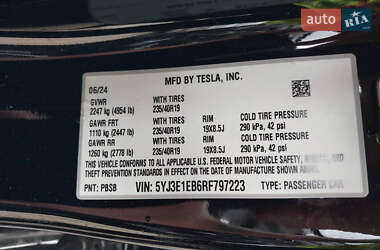 auto RIA
MFD BY TESLA, INC.
06/24
GVWR WITH TIRES
2247 kg (4954 lb) 235/40R19
GAWR FRT WITH TIRES RIM COLD TIRE PRESSURE
1110 kg (2447 lb) 235/40R19 19X8.5J 290 kPa, 42 psi
GAWR RR WITH TIRES RIM COLD TIRE PRESSURE
1260 kg (2778 lb) 235/40R19 19X8.5J 290 kPa, 42 psi
THIS VEHICLE CONFORMS TO ALL APPLICABLE U.S. FEDERAL MOTOR VEHICLE SAFETY, BUMPER, AND
THEFT PREVENTION STANDARDS IN EFFECT ON THE DATE OF MANUFACTURE SHOWN ABOVE.
PNT: PBSB VIN: 5YJ3E1EB6RF797223 TYPE: PASSENGER CAR